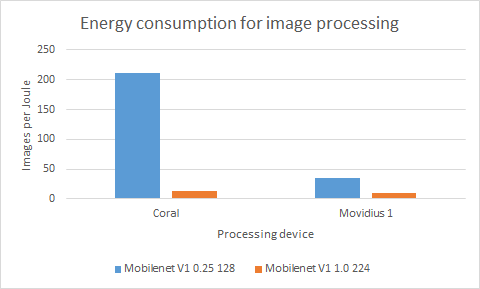 Energy consumption for image processing
250
200
150
100
50
0
Images per Joule
Coral
Movidius 1
Processing device
Mobilenet V1 0.25 128
Mobilenet V1 1.0 224